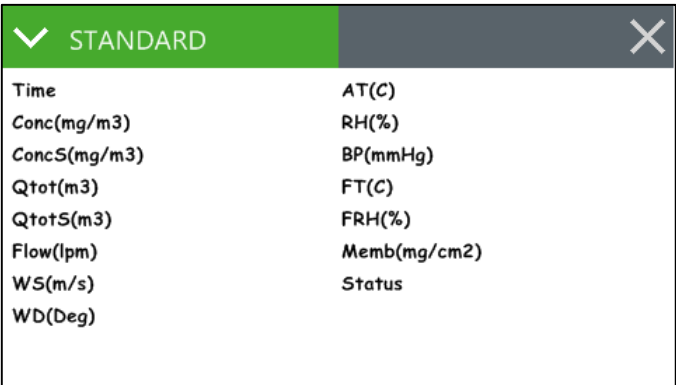 STANDARD
Time
Conc(mg/m3)
ConcS(mg/m3)
Qtot(m3)
QtotS(m3)
Flow(lpm)
WS(m/s)
WD(Deg)
AT(C)
RH(%)
BP(mmHg)
FT(C)
FRH(%)
Memb(mg/cm2)
Status